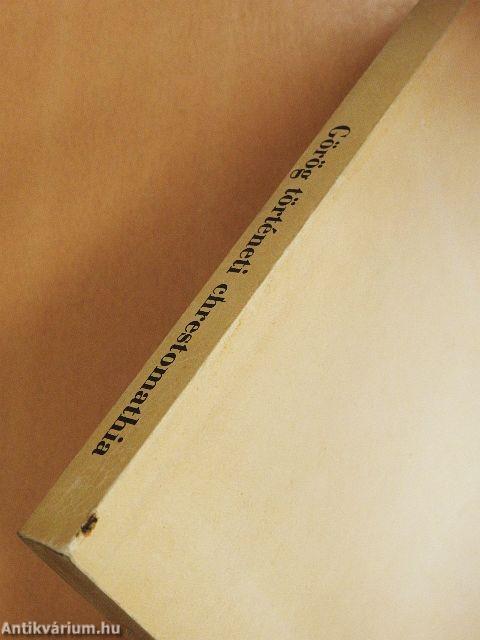 Görög történeti chrestomathia
Antikvárium.hu